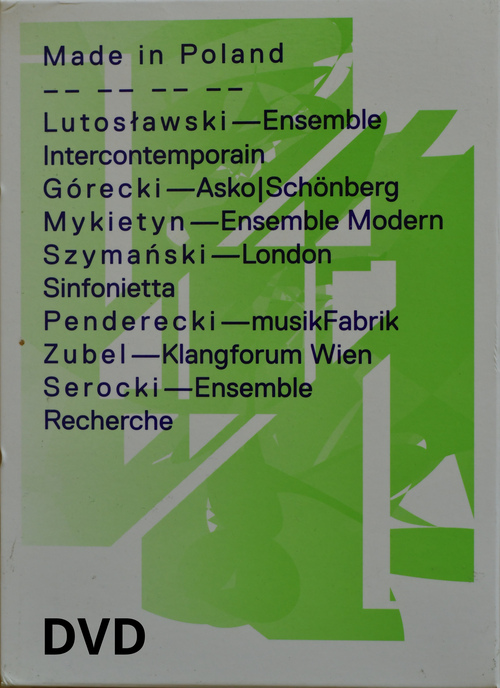 Made in Poland
—— —— —— ——
Lutosławski—Ensemble
Intercontemporain
Górecki—Asko|Schönberg
Mykietyn—Ensemble Modern
Szymański—London
Sinfonietta
Penderecki—musikFabrik
Zubel—Klangforum Wien
Serocki—Ensemble
Recherche
DVD